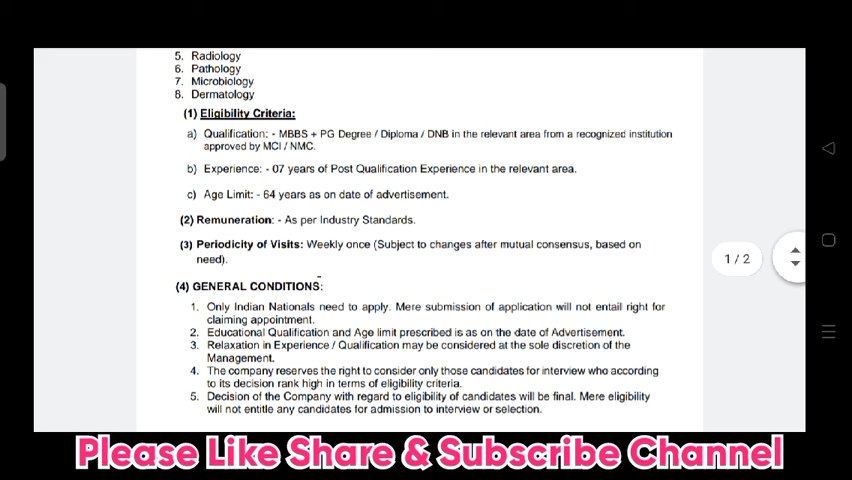 5. Radiology
6. Pathology
7. Microbiology
8. Dermatology
(1) Eligibility Criteria:
a) Qualification: - MBBS + PG Degree / Diploma / DNB in the relevant area from a recognized institution
approved by MCI / NMC.
b) Experience: - 07 years of Post Qualification Experience in the relevant area.
c) Age Limit: - 64 years as on date of advertisement.
(2) Remuneration: - As per Industry Standards.
(3) Periodicity of Visits: Weekly once (Subject to changes after mutual consensus, based on
need).
(4) GENERAL CONDITIONS:
1. Only Indian Nationals need to apply. Mere submission of application will not entail right for
claiming appointment.
2. Educational Qualification and Age limit prescribed is as on the date of Advertisement.
3. Relaxation in Experience / Qualification may be considered at the sole discretion of the
Management.
4. The company reserves the right to consider only those candidates for interview who according
to its decision rank high in terms of eligibility criteria.
5. Decision of the Company with regard to eligibility of candidates will be final. Mere eligibility
will not entitle any candidates for admission to interview or selection.
1 / 2
Please Like Share & Subscribe Channel